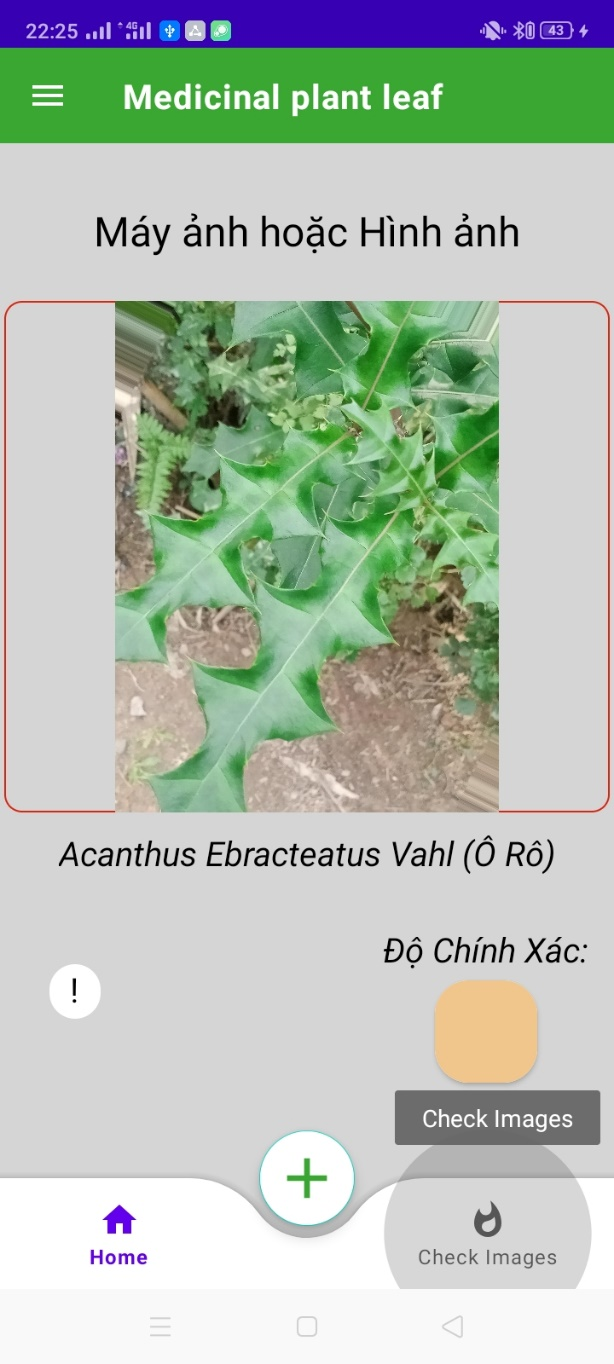 22:25 4G 43
Medicinal plant leaf
Máy ảnh hoặc Hình ảnh
Acanthus Ebracteatus Vahl (Ô Rô)
Độ Chính Xác:
!
Check Images
Home
Check Images